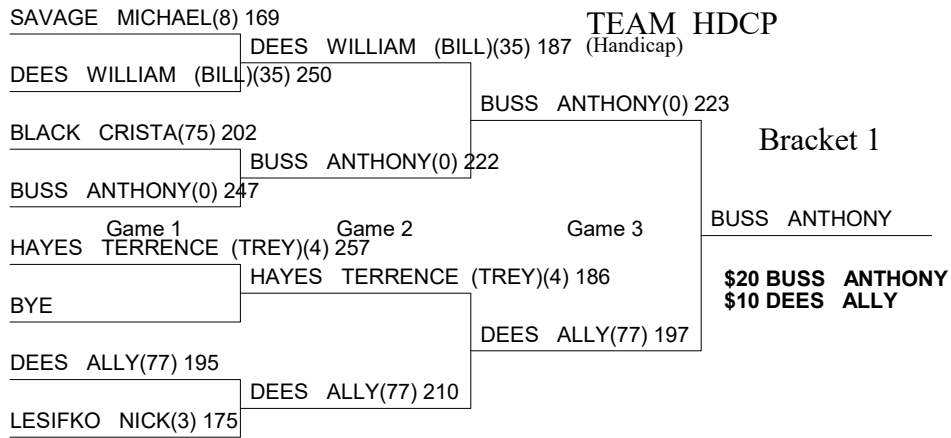 SAVAGE MICHAEL(8) 169
TEAM HDCP
(Handicap)
DEES WILLIAM (BILL)(35) 187
DEES WILLIAM (BILL)(35) 250
BUSS ANTHONY(0) 223
BLACK CRISTA(75) 202
Bracket 1
BUSS ANTHONY(0) 222
BUSS ANTHONY(0) 247
BUSS ANTHONY
Game 1
Game 2
Game 3
HAYES TERRENCE (TREY)(4) 257
HAYES TERRENCE (TREY)(4) 186
$20 BUSS ANTHONY
$10 DEES ALLY
BYE
DEES ALLY(77) 197
DEES ALLY(77) 195
DEES ALLY(77) 210
LESIFKO NICK(3) 175